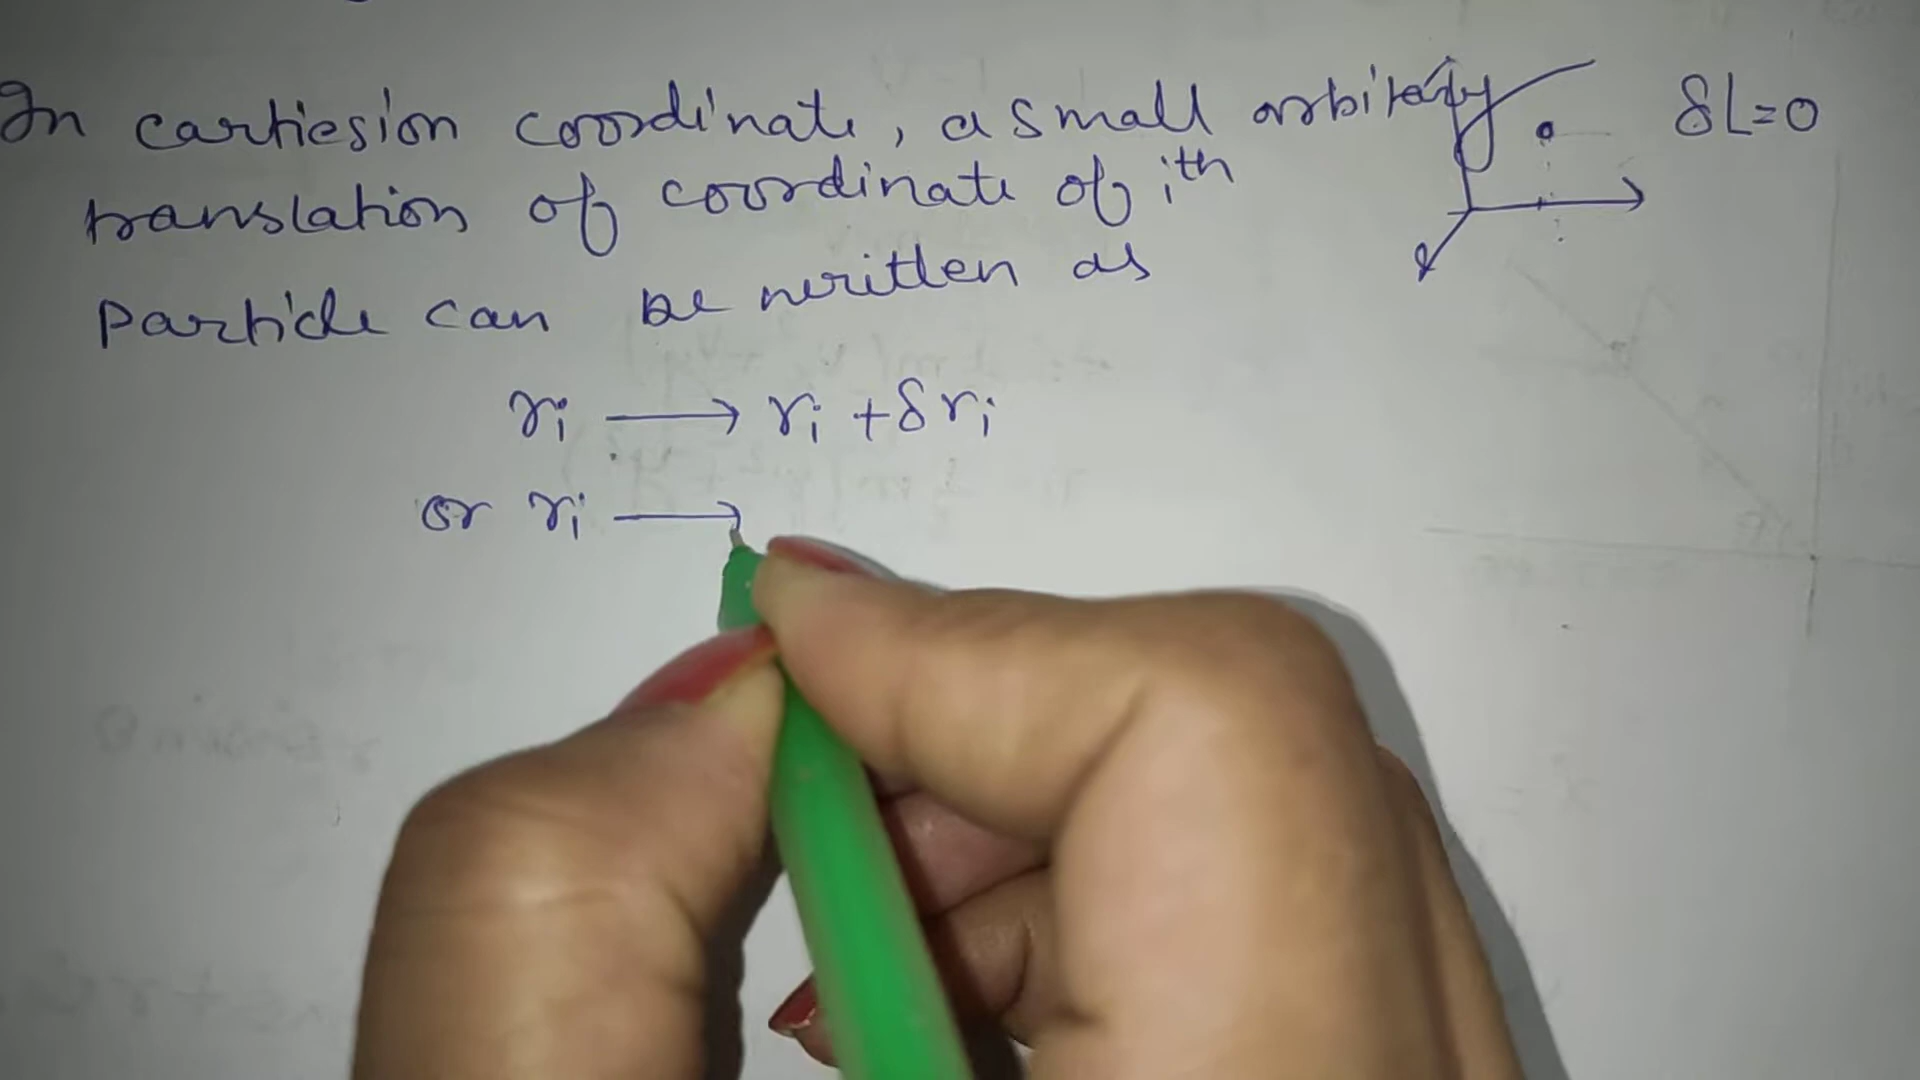 In cartiesion coordinate, a small arbiraty
translation of coordinate of ith
Particle can be written as
ri → ri + δri
or ri →
δL=0